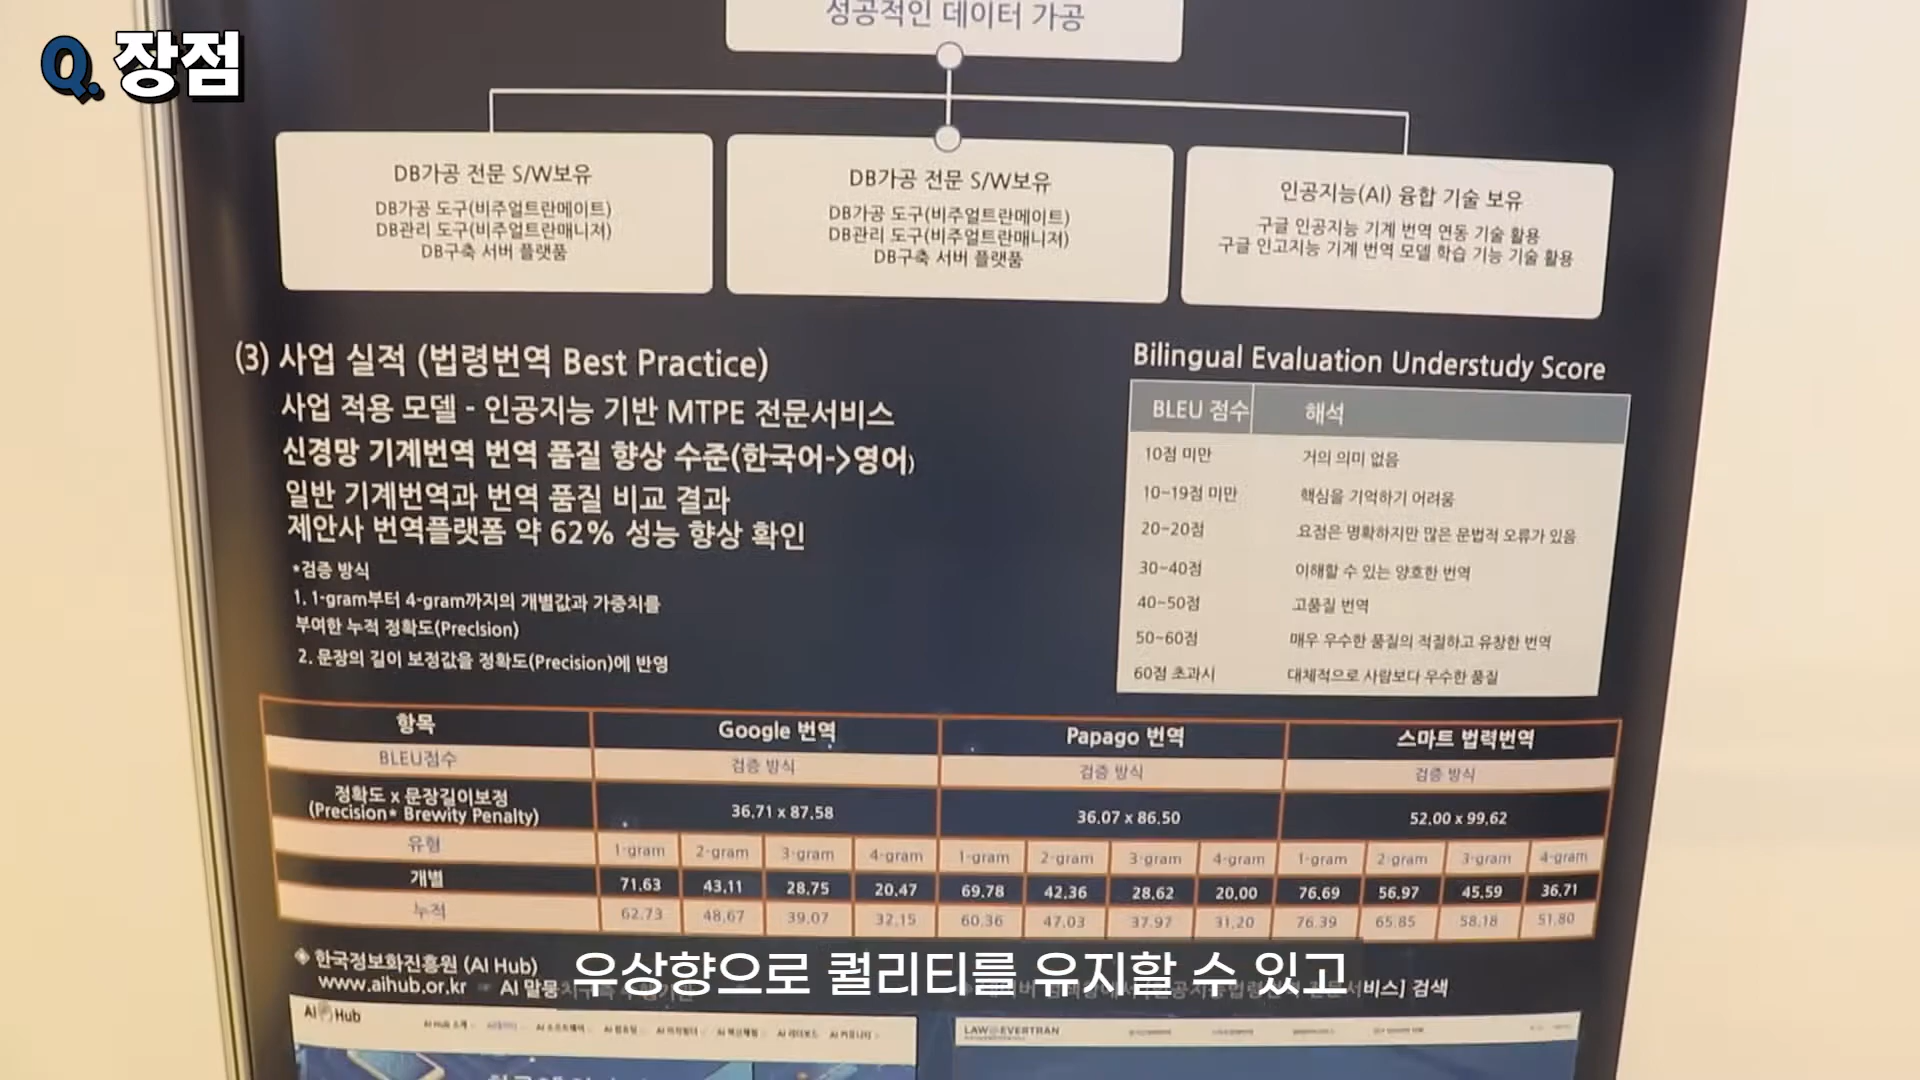 Q. 장점
성공적인 데이터 가공
DB가공 전문 S/W보유
DB가공 도구(비주얼트란메이트)
DB관리 도구(비주얼트란매니져)
DB구축 서버 플랫폼
DB가공 전문 S/W보유
DB가공 도구(비주얼트란메이트)
DB관리 도구(비주얼트란매니져)
DB구축 서버 플랫폼
인공지능(AI) 융합 기술 보유
구글 인공지능 기계 번역 연동 기술 활용
구글 인고지능 기계 번역 모델 학습 기능 기술 활용
(3) 사업 실적 (법령번역 Best Practice)
사업 적용 모델 - 인공지능 기반 MTPE 전문서비스
신경망 기계번역 번역 품질 향상 수준(한국어->영어)
일반 기계번역과 번역 품질 비교 결과
제안사 번역플랫폼 약 62% 성능 향상 확인
*검증 방식
1. 1-gram부터 4-gram까지의 개별값과 가중치를
부여한 누적 정확도(Preclsion)
2. 문장의 길이 보정값을 정확도(Precision)에 반영
Bilingual Evaluation Understudy Score
BLEU 점수 해석
10점 미만 거의 의미 없음
10~19점 미만 핵심을 기억하기 어려움
20~20점 요점은 명확하지만 많은 문법적 오류가 있음
30~40점 이해할 수 있는 양호한 번역
40~50점 고품질 번역
50~60점 매우 우수한 품질의 적절하고 유창한 번역
60점 초과시 대체적으로 사람보다 우수한 품질
항목 Google 번역 Papago 번역 스마트 법력번역
BLEU점수 검증 방식 검증 방식 검증 방식
정확도 x 문장길이보정
(Precision* Brewity Penalty) 36.71 x 87.58 36.07 x 86.50 52.00 x 99.62
유형 1-gram 2-gram 3-gram 4-gram 1-gram 2-gram 3-gram 4-gram 1-gram 2-gram 3-gram 4-gram
개별 71.63 43.11 28.75 20.47 69.78 42.36 28.62 20.00 76.69 56.97 45.59 36.71
누적 62.73 48.67 39.07 32.15 60.36 47.03 37.97 31.20 76.39 65.85 58.18 51.80
◈ 한국정보화진흥원 (AI Hub)
www.aihub.or.kr ☞ AI 말뭉
비스] 검색
우상향으로 퀄리티를 유지할 수 있고
AI Hub
AI Hub 소개
LAW@EVERTRAN